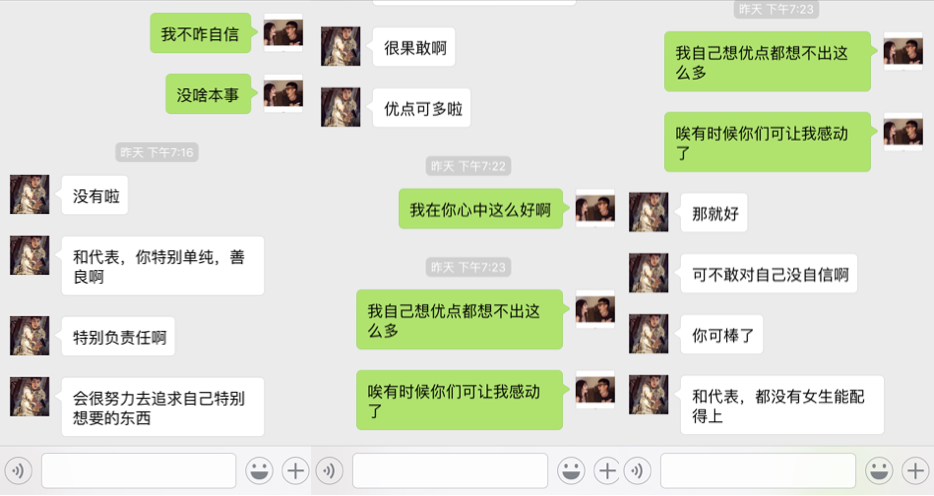 我不咋自信
没啥本事
昨天 下午7:16
没有啦
和代表，你特别单纯，善
良啊
特别负责任啊
会很努力去追求自己特别
想要的东西
很果敢啊
优点可多啦
昨天 下午7:22
我在你心中这么好啊
昨天 下午7:23
我自己想优点都想不出这
么多
唉有时候你们可让我感动
了
昨天 下午7:23
我自己想优点都想不出这
么多
唉有时候你们可让我感动
了
那就好
可不敢对自己没自信啊
你可棒了
和代表，都没有女生能配
得上